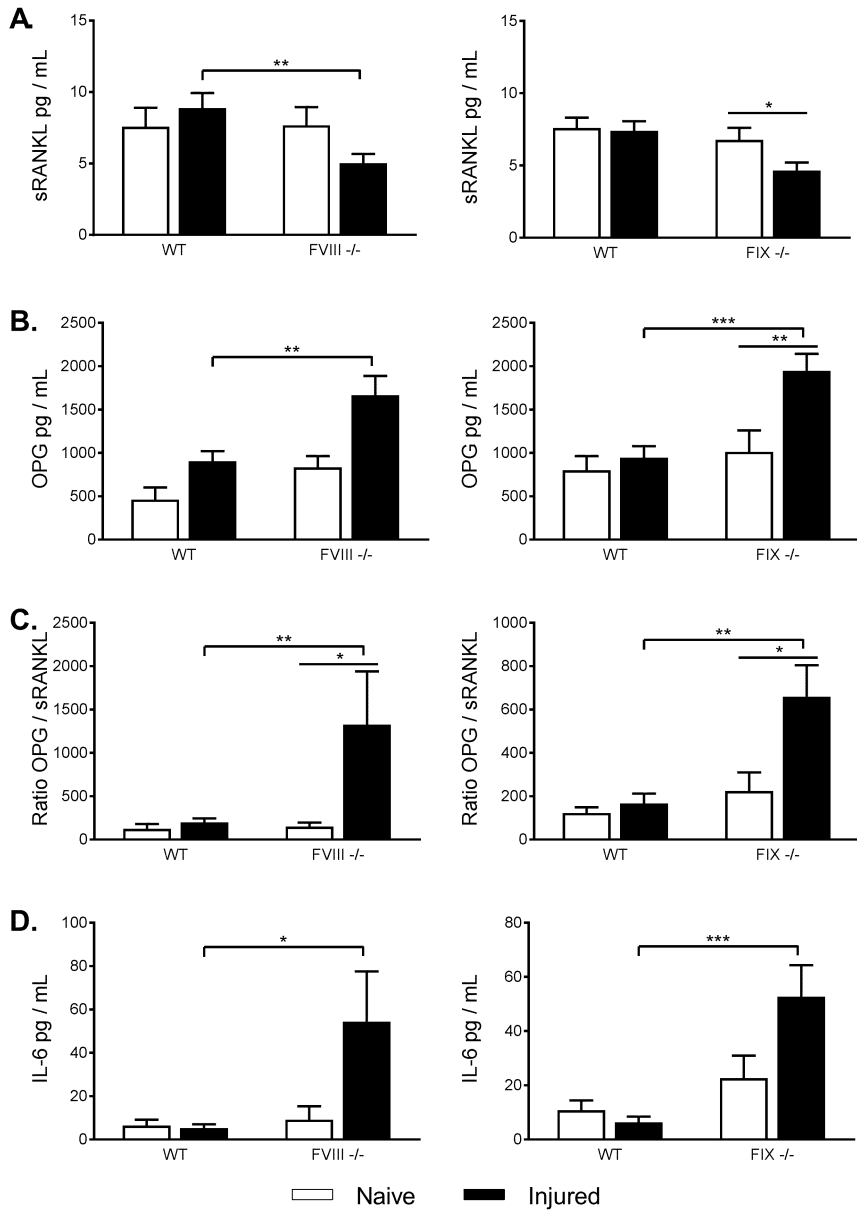 A.
sRANKL pg / mL
15
10
5
0
**
WT
FVIII -/-
sRANKL pg / mL
15
10
5
0
*
WT
FIX -/-
B.
OPG pg / mL
2500
2000
1500
1000
500
0
**
WT
FVIII -/-
OPG pg / mL
2500
2000
1500
1000
500
0
***
**
WT
FIX -/-
C.
Ratio OPG / sRANKL
2500
2000
1500
1000
500
0
**
*
WT
FVIII -/-
Ratio OPG / sRANKL
1000
800
600
400
200
0
**
*
WT
FIX -/-
D.
IL-6 pg / mL
100
80
60
40
20
0
*
WT
FVIII -/-
IL-6 pg / mL
80
60
40
20
0
***
WT
FIX -/-
Naive
Injured